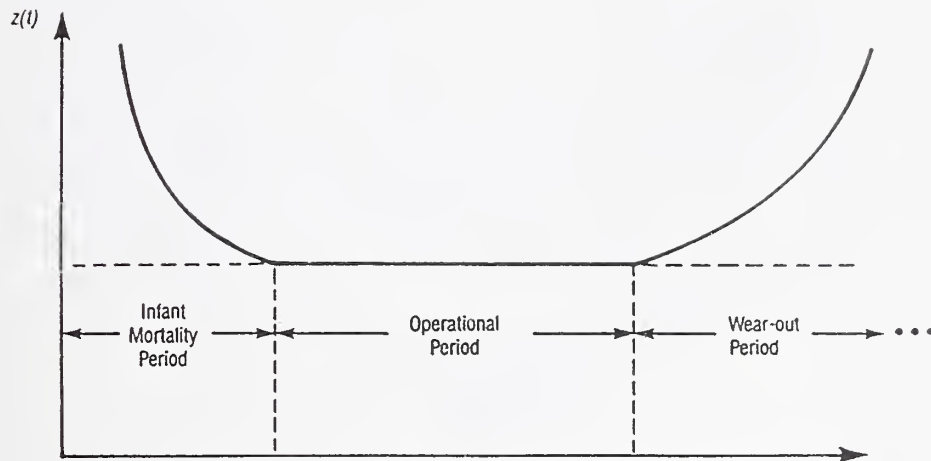 z(t)
Infant
Mortality
Period
Operational
Period
Wear-out
Period